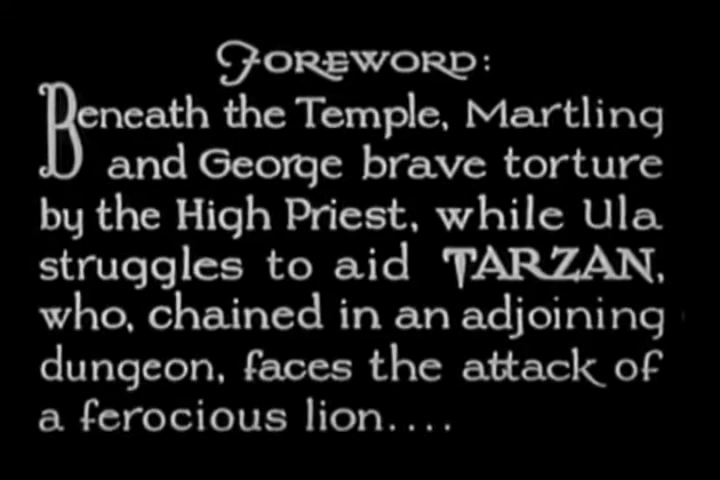 Foreword:
Beneath the Temple, Martling
and George brave torture
by the High Priest, while Ula
struggles to aid TARZAN,
who, chained in an adjoining
dungeon, faces the attack of
a ferocious lion....